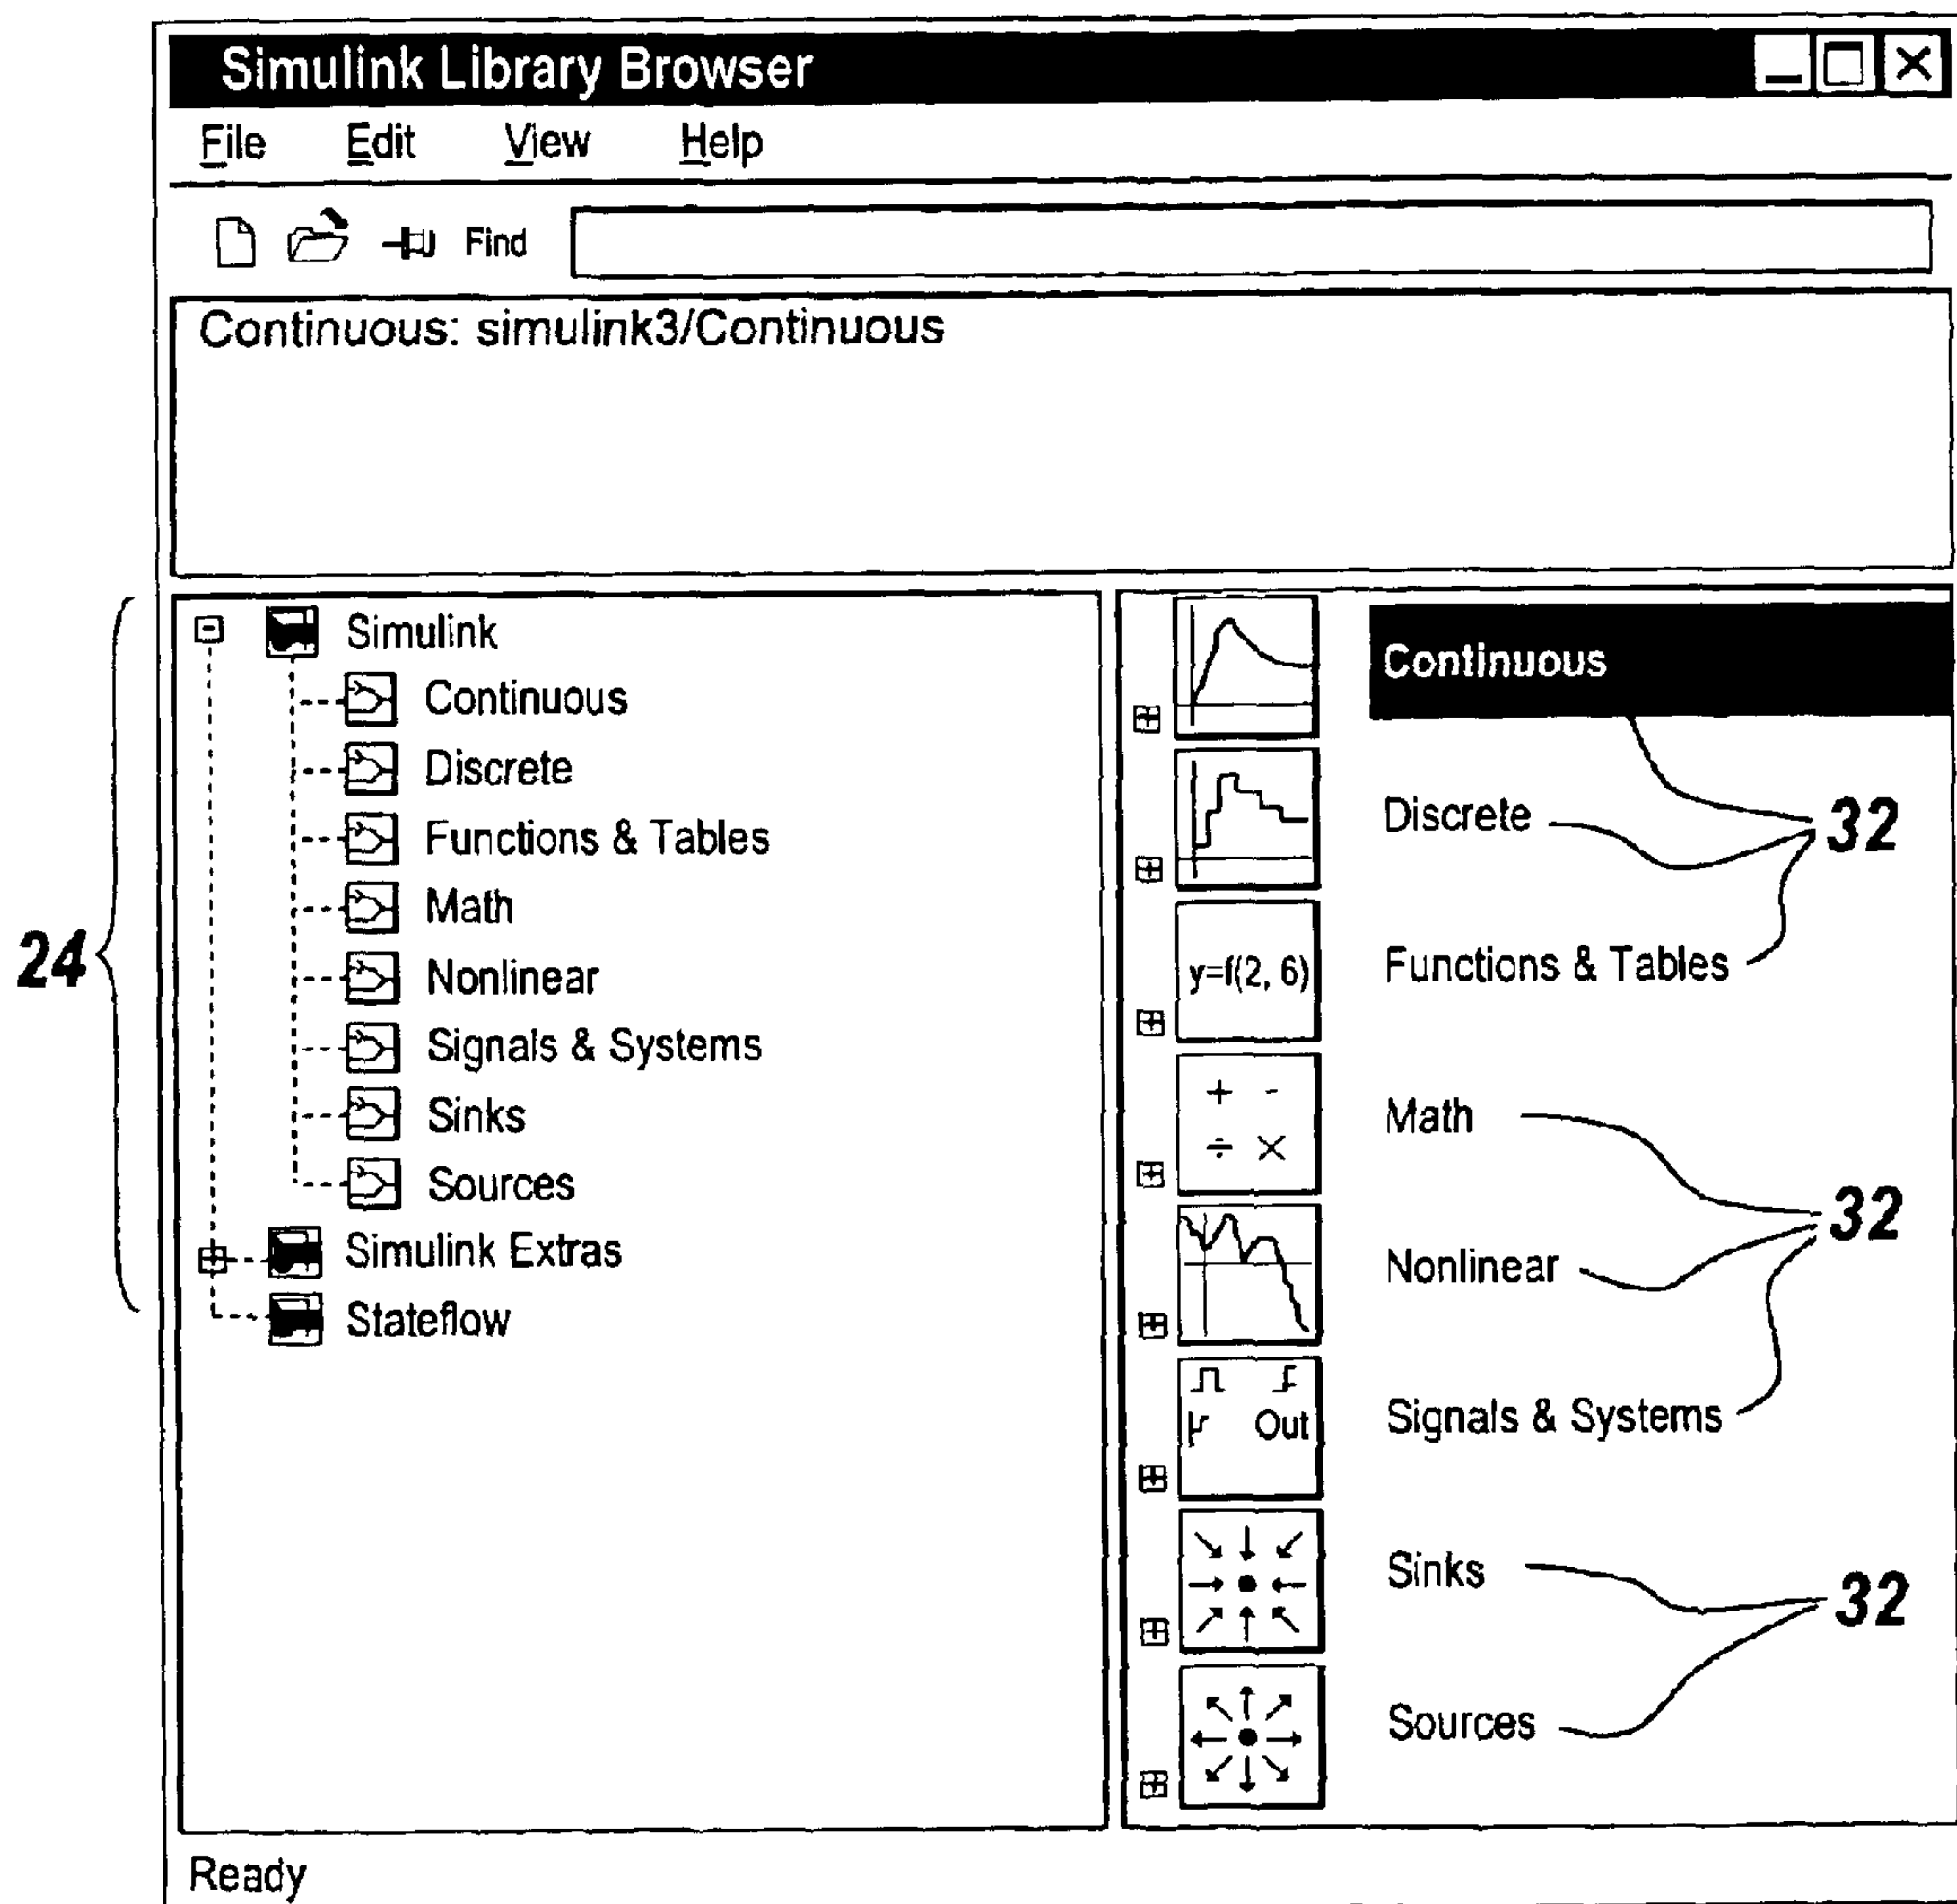 Simulink Library Browser
File Edit View Help
Find
Continuous: simulink3/Continuous
24
Simulink
Continuous
Discrete
Functions & Tables
Math
Nonlinear
Signals & Systems
Sinks
Sources
Simulink Extras
Stateflow
Continuous
Discrete
32
y=f(2, 6) Functions & Tables
+ -
÷ ×
Math
32
Nonlinear
Out
Signals & Systems
Sinks
32
Sources
Ready